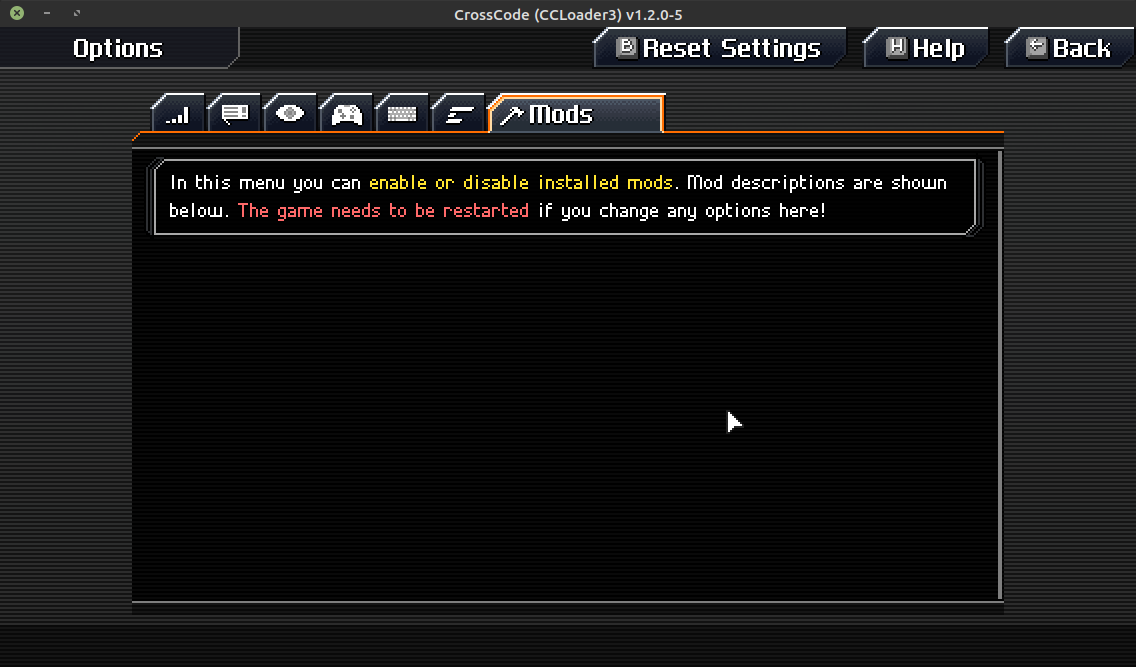 CrossCode (CCLoader3) v1.2.0-5
Options
B Reset Settings
H Help
Back
Mods
In this menu you can enable or disable installed mods. Mod descriptions are shown
below. The game needs to be restarted if you change any options here!